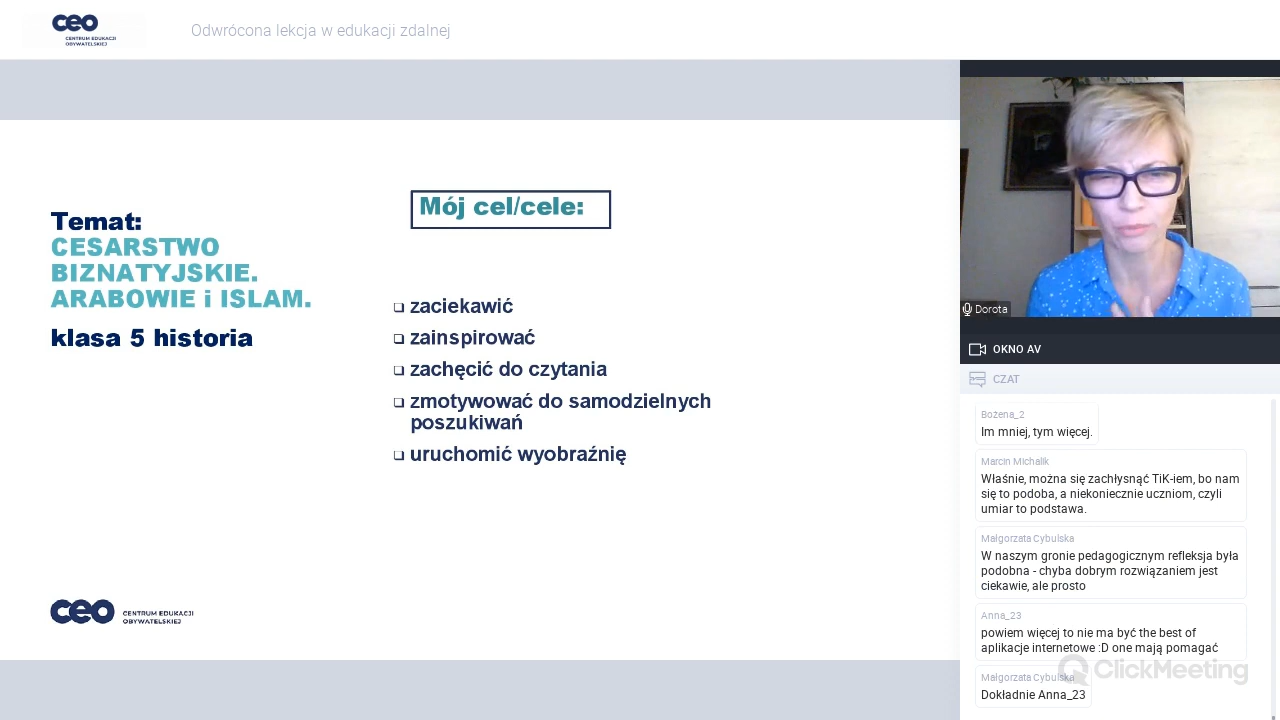 ceo
CENTRUM EDUKACJI
OBYWATELSKIEJ
Odwrócona lekcja w edukacji zdalnej
Temat:
CESARSTWO
BIZNATYJSKIE.
ARABOWIE i ISLAM.
klasa 5 historia
Mój cel/cele:
zaciekawić
zainspirować
zachęcić do czytania
zmotywować do samodzielnych
poszukiwań
uruchomić wyobraźnię
ceo
CENTRUM EDUKACJI
OBYWATELSKIEJ
Dorota
OKNO AV
CZAT
Bożena_2
Im mniej, tym więcej.
Marcin Michalik
Właśnie, można się zachłysnąć TiK-iem, bo nam
się to podoba, a niekoniecznie uczniom, czyli
umiar to podstawa.
Małgorzata Cybulska
W naszym gronie pedagogicznym refleksja była
podobna - chyba dobrym rozwiązaniem jest
ciekawie, ale prosto
Anna_23
powiem więcej to nie ma być the best of
aplikacje internetowe :D one mają pomagać
Małgorzata Cybulska
Dokładnie Anna_23
ClickMeeting